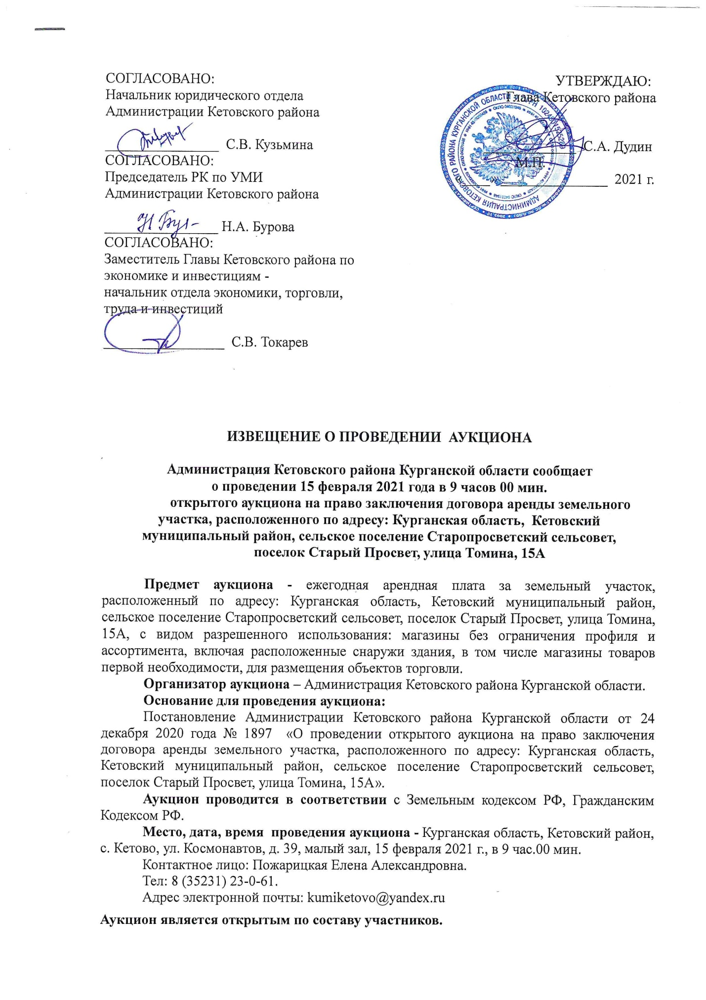 СОГЛАСОВАНО:
Начальник юридического отдела
Администрации Кетовского района
С.В. Кузьмина
СОГЛАСОВАНО:
Председатель РК по УМИ
Администрации Кетовского района
Н.А. Бурова
СОГЛАСОВАНО:
Заместитель Главы Кетовского района по
экономике и инвестициям -
начальник отдела экономики, торговли,
труда и инвестиций
С.В. Токарев
УТВЕРЖДАЮ:
Глава Кетовского района
С.А. Дудин
М.П.
2021 г.
АДМИНИСТРАЦИЯ КЕТОВСКОГО РАЙОНА КУРГАНСКОЙ ОБЛАСТИ
ИЗВЕЩЕНИЕ О ПРОВЕДЕНИИ АУКЦИОНА
Администрация Кетовского района Курганской области сообщает
о проведении 15 февраля 2021 года в 9 часов 00 мин.
открытого аукциона на право заключения договора аренды земельного
участка, расположенного по адресу: Курганская область, Кетовский
муниципальный район, сельское поселение Старопросветский сельсовет,
поселок Старый Просвет, улица Томина, 15А
Предмет аукциона - ежегодная арендная плата за земельный участок,
расположенный по адресу: Курганская область, Кетовский муниципальный район,
сельское поселение Старопросветский сельсовет, поселок Старый Просвет, улица Томина,
15А, с видом разрешенного использования: магазины без ограничения профиля и
ассортимента, включая расположенные снаружи здания, в том числе магазины товаров
первой необходимости, для размещения объектов торговли.
Организатор аукциона – Администрация Кетовского района Курганской области.
Основание для проведения аукциона:
Постановление Администрации Кетовского района Курганской области от 24
декабря 2020 года № 1897 «О проведении открытого аукциона на право заключения
договора аренды земельного участка, расположенного по адресу: Курганская область,
Кетовский муниципальный район, сельское поселение Старопросветский сельсовет,
поселок Старый Просвет, улица Томина, 15А».
Аукцион проводится в соответствии с Земельным кодексом РФ, Гражданским
Кодексом РФ.
Место, дата, время проведения аукциона - Курганская область, Кетовский район,
с. Кетово, ул. Космонавтов, д. 39, малый зал, 15 февраля 2021 г., в 9 час.00 мин.
Контактное лицо: Пожарицкая Елена Александровна.
Тел: 8 (35231) 23-0-61.
Адрес электронной почты: kumiketovo@yandex.ru
Аукцион является открытым по составу участников.